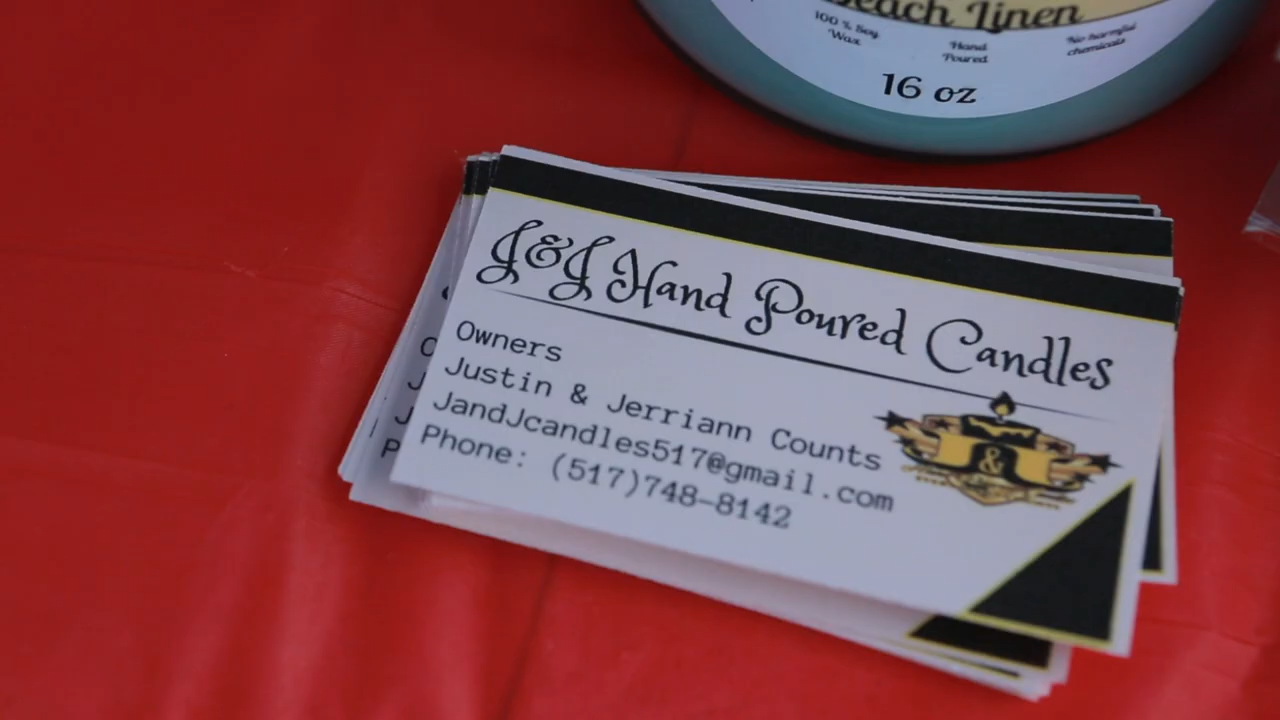 Beach Linen
100 % Soy
Wax
Hand
Poured
No harmful
chemicals
16 oz
J&J Hand Poured Candles
Owners
Justin & Jerriann Counts
JandJcandles517@gmail.com
Phone: (517)748-8142
&